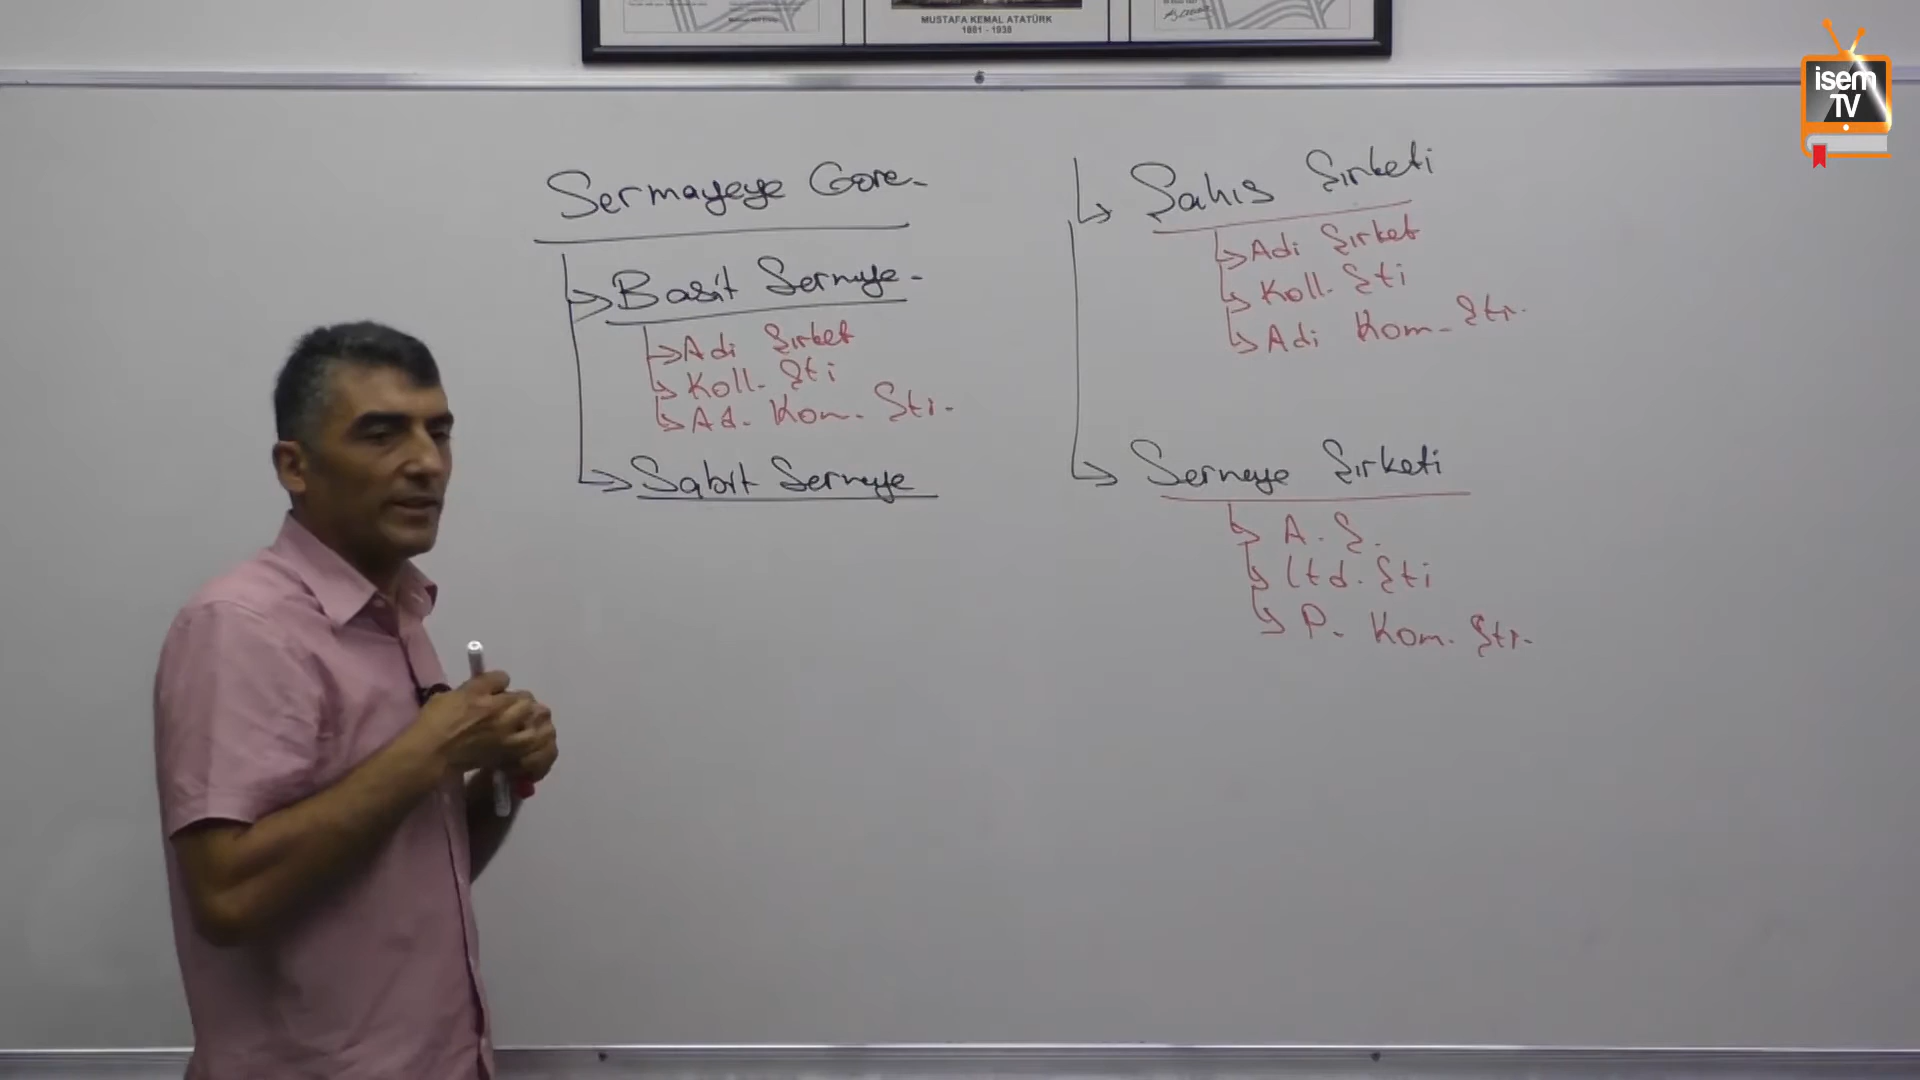 MUSTAFA KEMAL ATATÜRK
1881 - 1938
isem
TV
Sermayeye Göre
Basit Sermaye
Adi Şirket
Koll. Şti
Ad. Kom. Şti.
Sabit Sermaye
Şahıs Şirketi
Adi Şirket
Koll. Şti
Adi Kom. Şti.
Sermaye Şirketi
A. Ş.
Ltd. Şti
P. Kom. Şti.